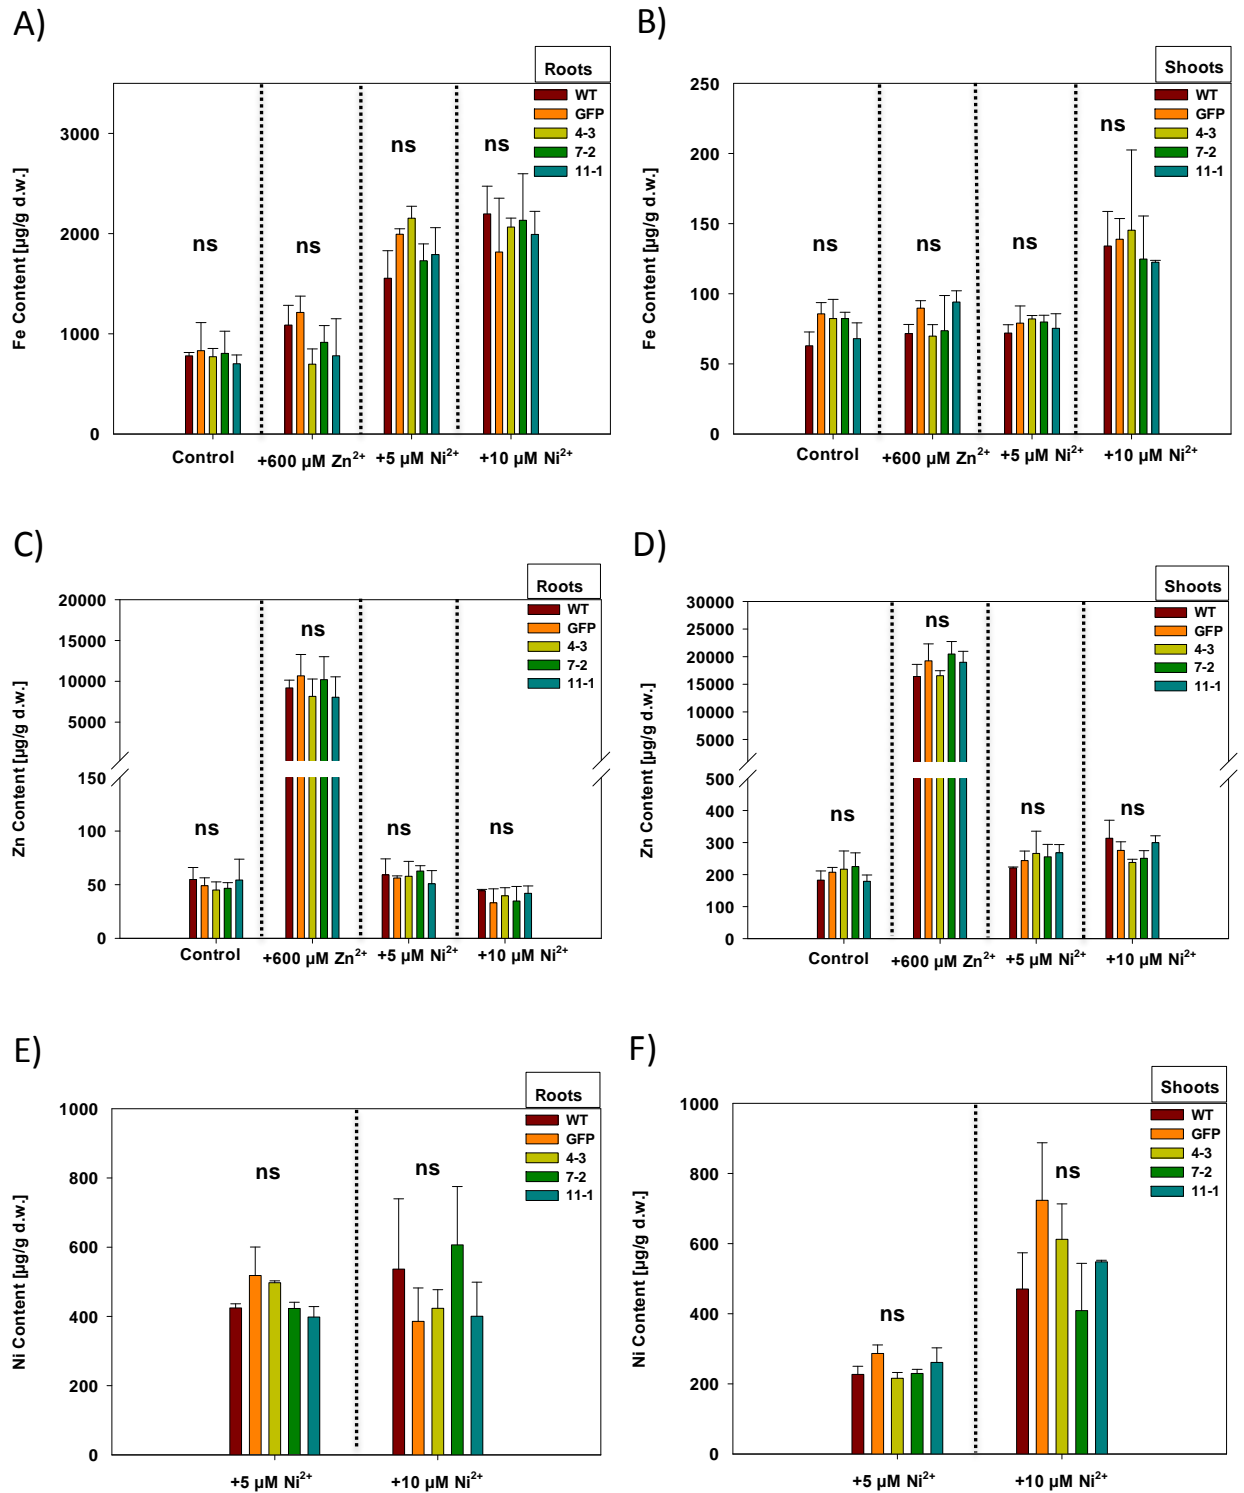 A)
Roots
WT
GFP
4-3
7-2
11-1
Fe Content [µg/g d.w.]
3000
2000
1000
0
ns
ns
ns
ns
Control
+600 µM Zn²⁺
+5 µM Ni²⁺
+10 µM Ni²⁺
B)
Shoots
WT
GFP
4-3
7-2
11-1
Fe Content [µg/g d.w.]
250
200
150
100
50
0
ns
ns
ns
ns
Control
+600 µM Zn²⁺
+5 µM Ni²⁺
+10 µM Ni²⁺
C)
Roots
WT
GFP
4-3
7-2
11-1
Zn Content [µg/g d.w.]
20000
15000
10000
5000
150
100
50
0
ns
ns
ns
ns
Control
+600 µM Zn²⁺
+5 µM Ni²⁺
+10 µM Ni²⁺
D)
Shoots
WT
GFP
4-3
7-2
11-1
Zn Content [µg/g d.w.]
30000
25000
20000
15000
10000
5000
500
400
300
200
100
0
ns
ns
ns
ns
Control
+600 µM Zn²⁺
+5 µM Ni²⁺
+10 µM Ni²⁺
E)
Roots
WT
GFP
4-3
7-2
11-1
Ni Content [µg/g d.w.]
1000
800
600
400
200
0
ns
ns
+5 µM Ni²⁺
+10 µM Ni²⁺
F)
Shoots
WT
GFP
4-3
7-2
11-1
Ni Content [µg/g d.w.]
1000
800
600
400
200
0
ns
ns
+5 µM Ni²⁺
+10 µM Ni²⁺